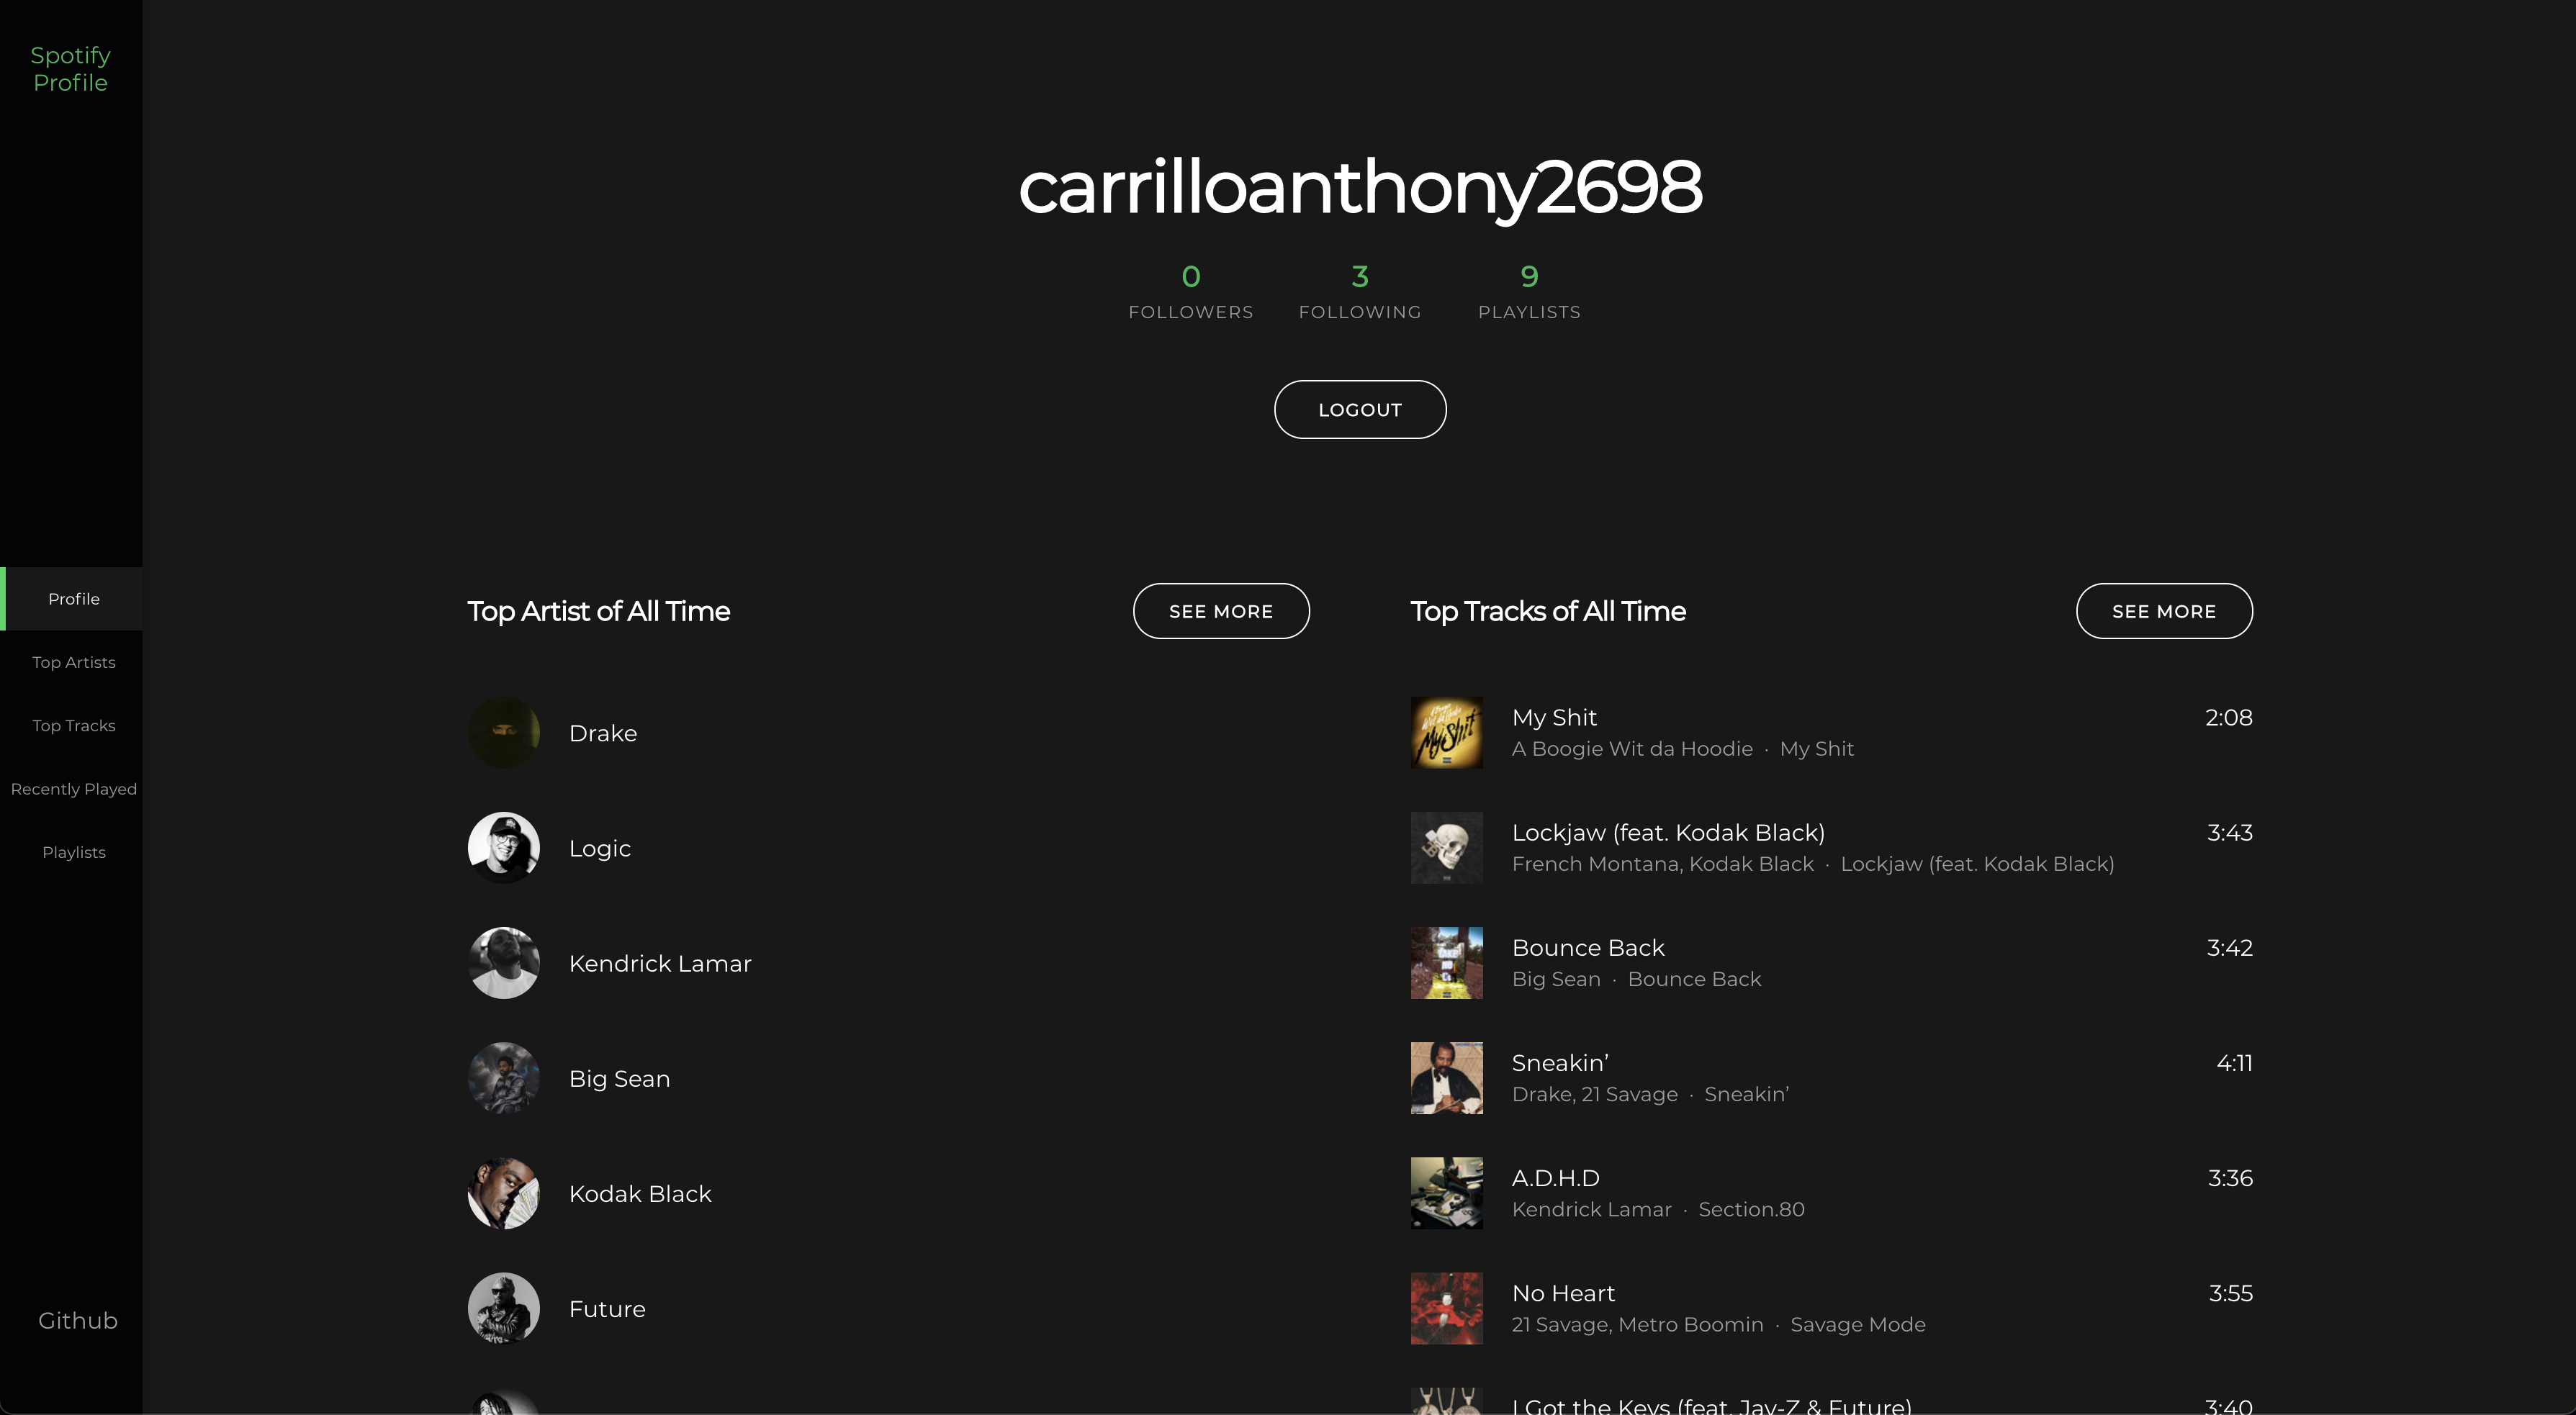 Spotify
Profile
carrilloanthony2698
0 3 9
FOLLOWERS FOLLOWING PLAYLISTS
LOGOUT
Profile
Top Artists
Top Tracks
Recently Played
Playlists
Github
Top Artist of All Time
SEE MORE
Drake
Logic
Kendrick Lamar
Big Sean
Kodak Black
Future
Top Tracks of All Time
SEE MORE
My Shit
2:08
A Boogie Wit da Hoodie · My Shit
Lockjaw (feat. Kodak Black)
3:43
French Montana, Kodak Black · Lockjaw (feat. Kodak Black)
Bounce Back
3:42
Big Sean · Bounce Back
Sneakin’
4:11
Drake, 21 Savage · Sneakin’
A.D.H.D
3:36
Kendrick Lamar · Section.80
No Heart
3:55
21 Savage, Metro Boomin · Savage Mode
I Got the Keys (feat. Jay-Z & Future)
3:40